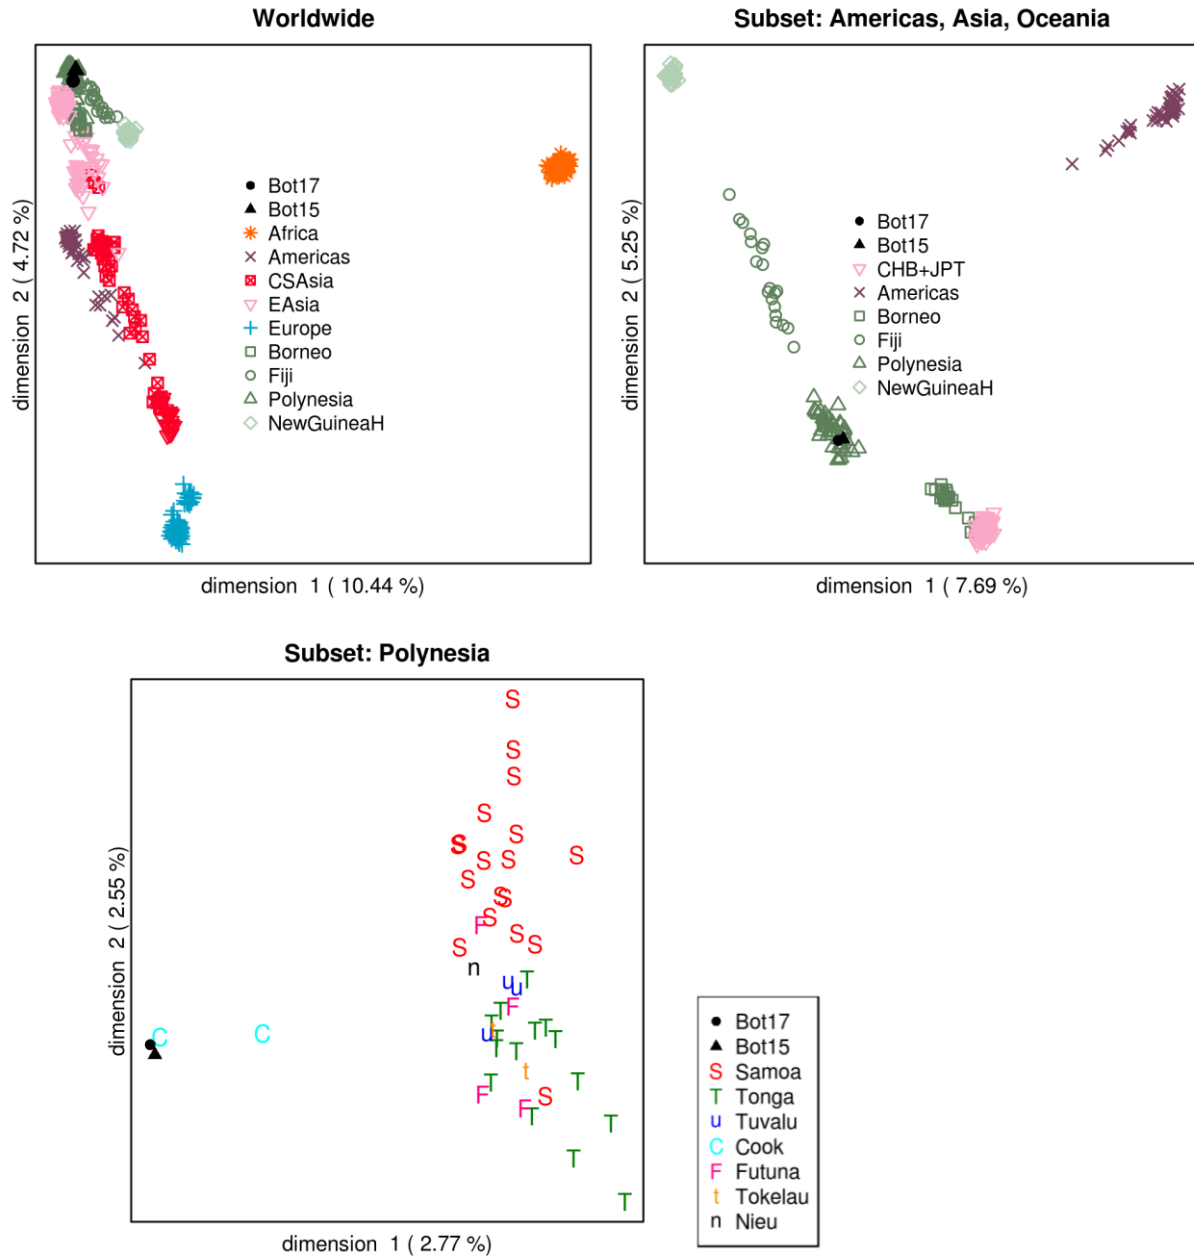 Worldwide
dimension 2 ( 4.72 %)
Bot17
Bot15
Africa
Americas
CSAsia
EAsia
Europe
Borneo
Fiji
Polynesia
NewGuineaH
dimension 1 ( 10.44 %)
Subset: Americas, Asia, Oceania
dimension 2 ( 5.25 %)
Bot17
Bot15
CHB+JPT
Americas
Borneo
Fiji
Polynesia
NewGuineaH
dimension 1 ( 7.69 %)
Subset: Polynesia
dimension 2 ( 2.55 %)
S
S
S
S
S
S
S
S
S
S
S
S
S
F
S
S
S
n
u
T
u
T
F
T
u
t
T
T
T
T
T
C
C
T
t
T
T
F
S
F
T
T
T
T
dimension 1 ( 2.77 %)
Bot17
Bot15
S Samoa
T Tonga
u Tuvalu
C Cook
F Futuna
t Tokelau
n Nieu